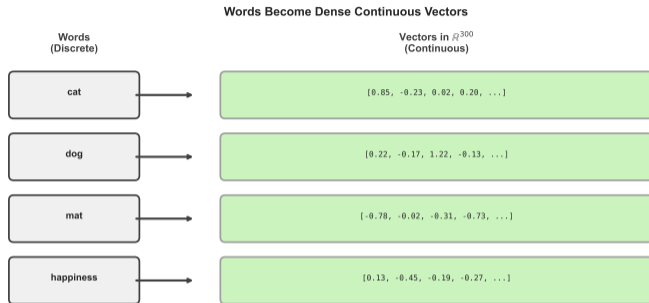 Words Become Dense Continuous Vectors
Words
(Discrete)
Vectors in ℝ³⁰⁰
(Continuous)
cat
[0.85, -0.23, 0.02, 0.20, ...]
dog
[0.22, -0.17, 1.22, -0.13, ...]
mat
[-0.78, -0.02, -0.31, -0.73, ...]
happiness
[0.13, -0.45, -0.19, -0.27, ...]